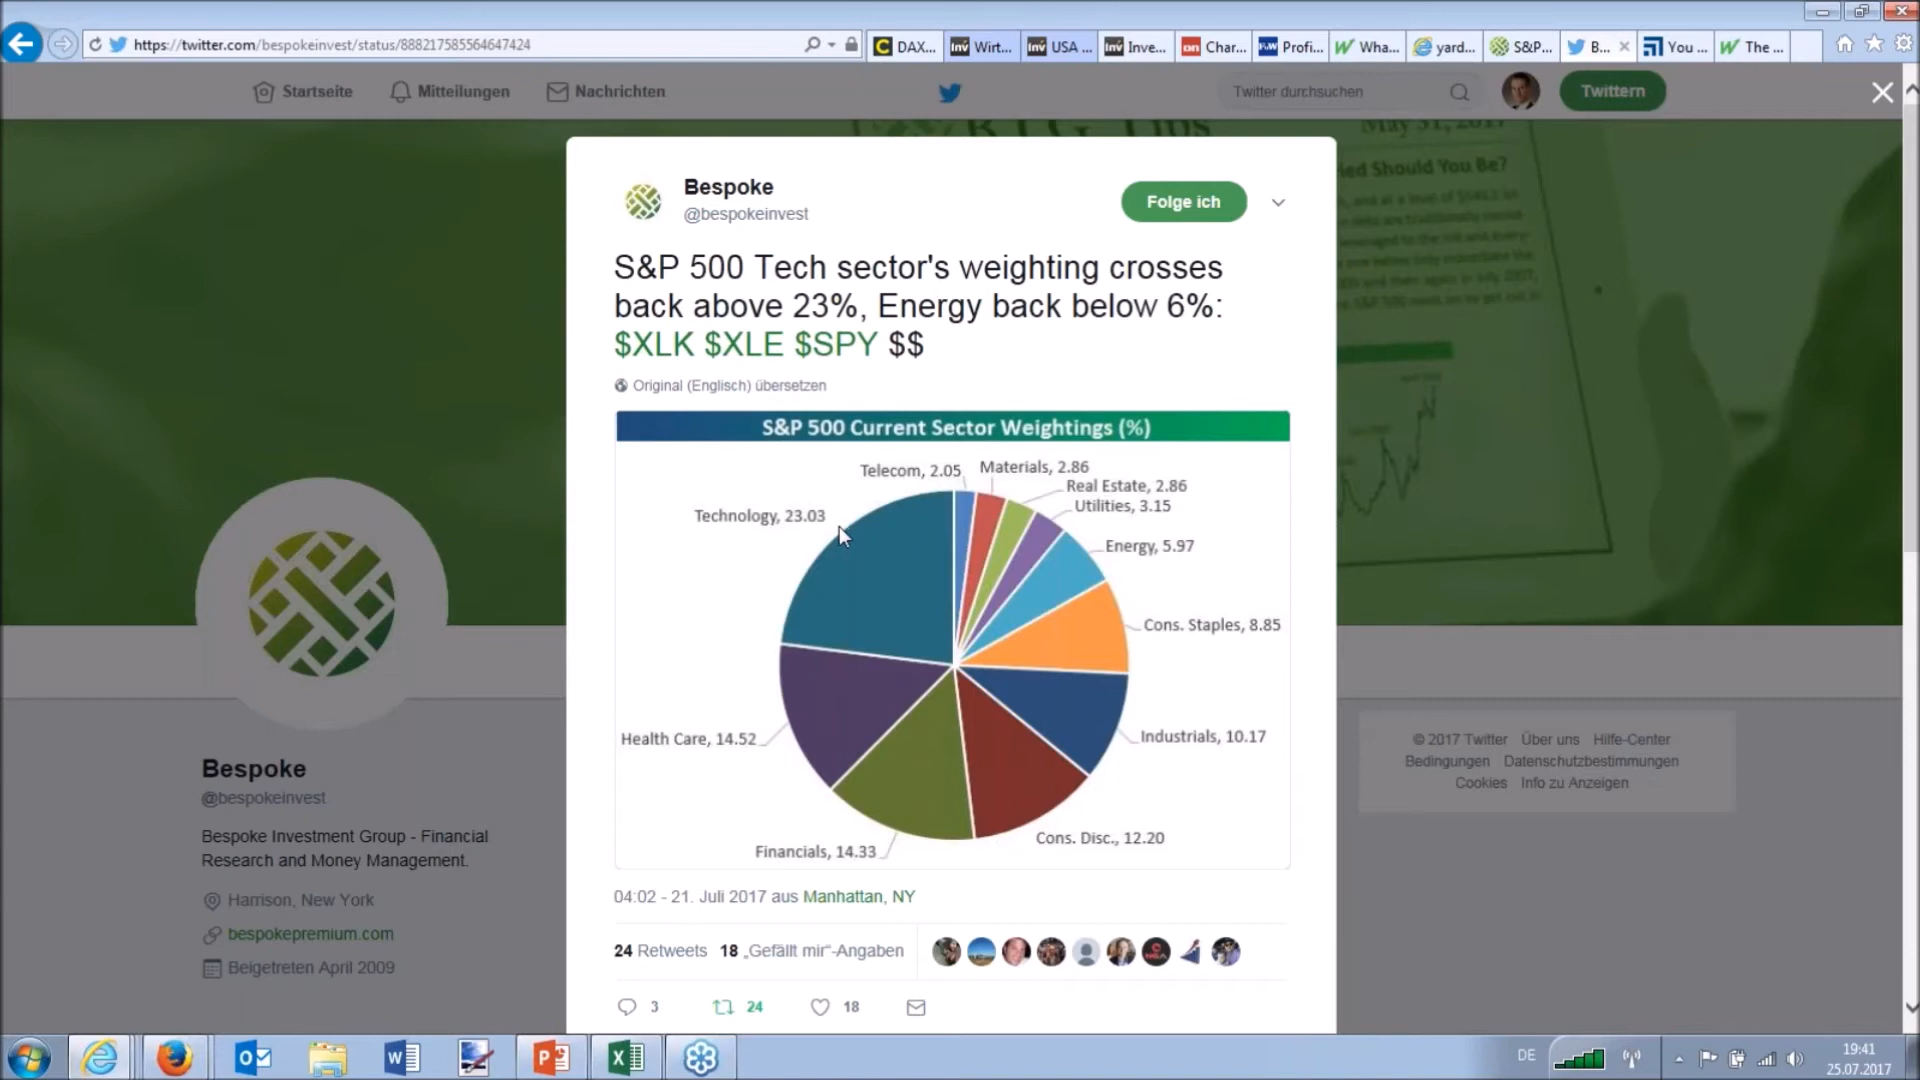 https://twitter.com/bespokeinvest/status/888217585564647424
DAX...
Wirt...
USA ...
Inve...
Char...
Profi...
Wha...
yard...
S&P...
B...
You ...
The ...
Startseite
Mitteilungen
Nachrichten
Twitter durchsuchen
Twittern
May 31, 2017
Should You Be?
Bespoke
@bespokeinvest
Folge ich
S&P 500 Tech sector's weighting crosses
back above 23%, Energy back below 6%:
$XLK $XLE $SPY $$
Original (Englisch) übersetzen
S&P 500 Current Sector Weightings (%)
Telecom, 2.05
Materials, 2.86
Real Estate, 2.86
Utilities, 3.15
Technology, 23.03
Energy, 5.97
Cons. Staples, 8.85
Industrials, 10.17
Health Care, 14.52
Cons. Disc., 12.20
Financials, 14.33
04:02 - 21. Juli 2017 aus Manhattan, NY
24 Retweets 18 „Gefällt mir“-Angaben
3 24 18
Bespoke
@bespokeinvest
Bespoke Investment Group - Financial
Research and Money Management.
Harrison, New York
bespokepremium.com
Beigetreten April 2009
© 2017 Twitter Über uns Hilfe-Center
Bedingungen Datenschutzbestimmungen
Cookies Info zu Anzeigen
DE
19:41
25.07.2017